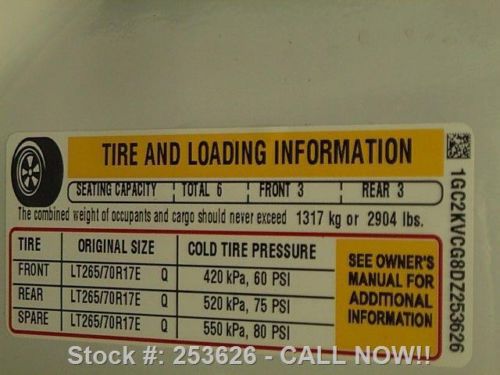 TIRE AND LOADING INFORMATION
SEATING CAPACITY TOTAL 6 FRONT 3 REAR 3
The combined weight of occupants and cargo should never exceed 1317 kg or 2904 lbs.
TIRE ORIGINAL SIZE COLD TIRE PRESSURE
FRONT LT265/70R17E Q 420 kPa, 60 PSI
REAR LT265/70R17E Q 520 kPa, 75 PSI
SPARE LT265/70R17E Q 550 kPa, 80 PSI
SEE OWNER'S
MANUAL FOR
ADDITIONAL
INFORMATION
1GC2KVCG8DZ253626
Stock #: 253626 - CALL NOW!!